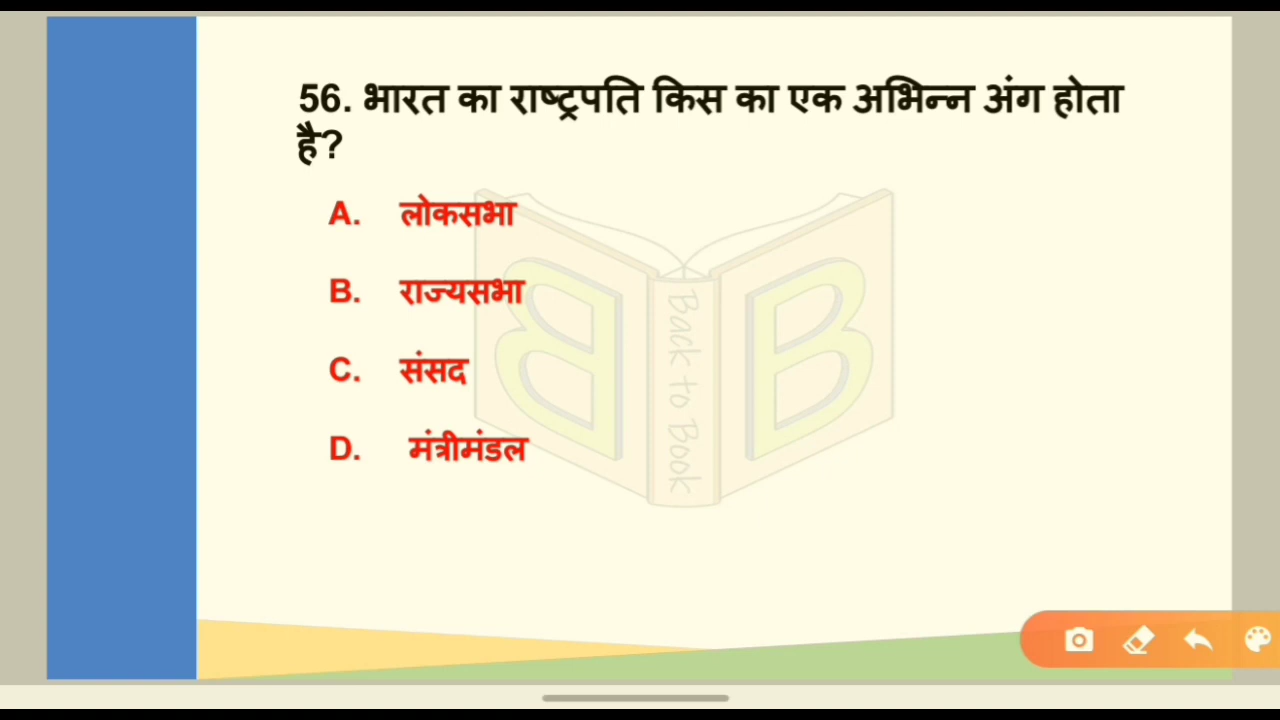 56. भारत का राष्ट्रपति किस का एक अभिन्न अंग होता
है?
A. लोकसभा
B. राज्यसभा
C. संसद
D. मंत्रीमंडल
B B
Back to Book